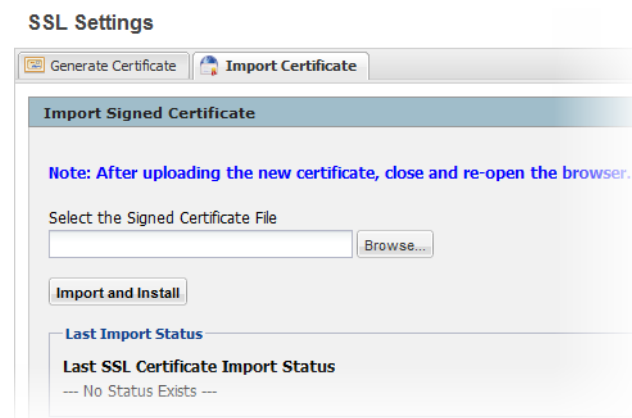 SSL Settings
Generate Certificate
Import Certificate
Import Signed Certificate
Note: After uploading the new certificate, close and re-open the browser.
Select the Signed Certificate File
Browse...
Import and Install
Last Import Status
Last SSL Certificate Import Status
--- No Status Exists ---